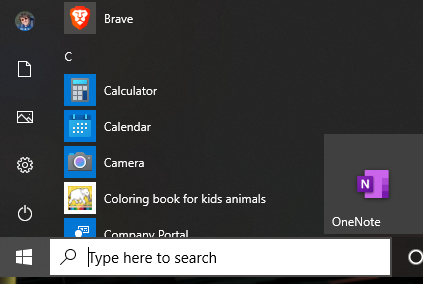 Brave
C
Calculator
Calendar
Camera
Coloring book for kids animals
Company Portal
N
OneNote
Type here to search